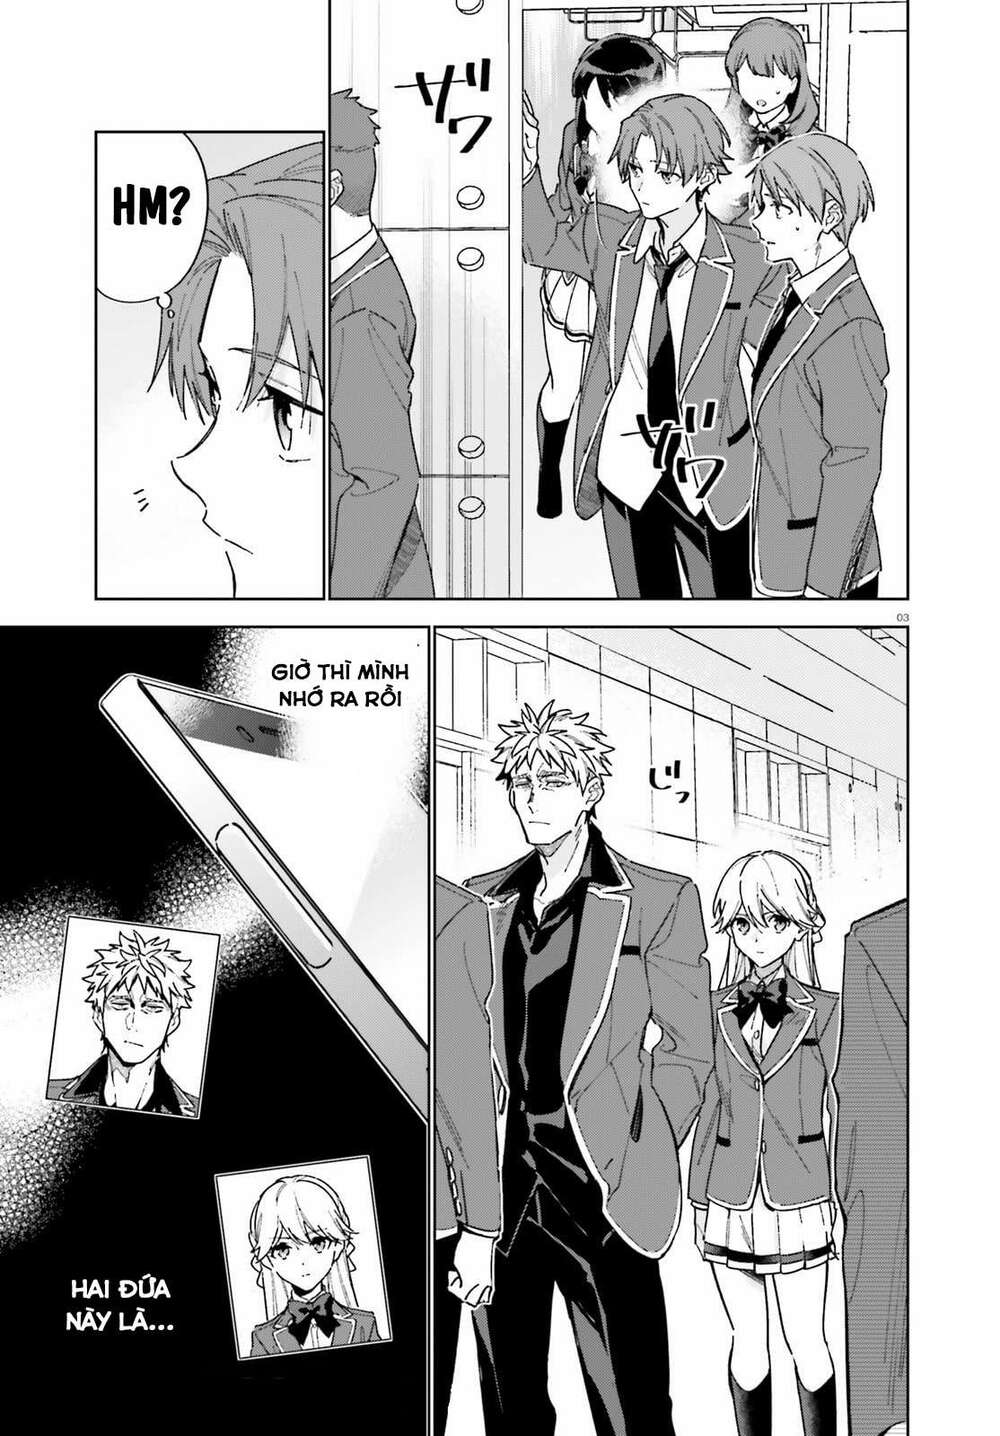 ザワ
ザワ
HM?
03
じっ
GIỜ THÌ MÌNH
NHỚ RA RỒI
HAI ĐỨA
NÀY LÀ...